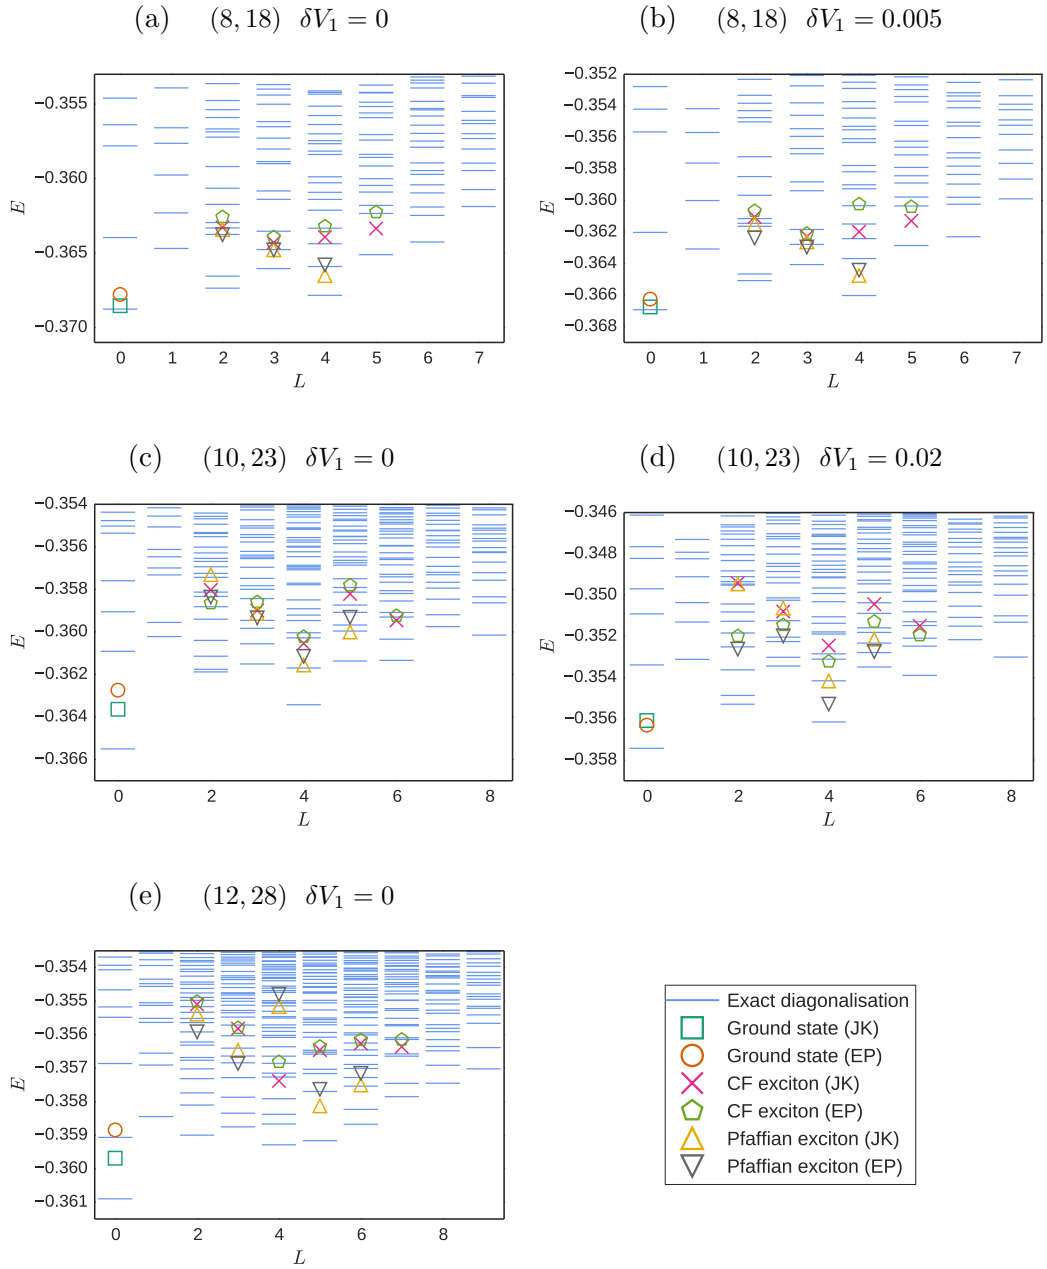 (a) (8, 18) δV₁ = 0
−0.355
−0.360
−0.365
−0.370
E
0 1 2 3 4 5 6 7
L
(b) (8, 18) δV₁ = 0.005
−0.352
−0.354
−0.356
−0.358
−0.360
−0.362
−0.364
−0.366
−0.368
E
0 1 2 3 4 5 6 7
L
(c) (10, 23) δV₁ = 0
−0.354
−0.356
−0.358
−0.360
−0.362
−0.364
−0.366
E
0 2 4 6 8
L
(d) (10, 23) δV₁ = 0.02
−0.346
−0.348
−0.350
−0.352
−0.354
−0.356
−0.358
E
0 2 4 6 8
L
(e) (12, 28) δV₁ = 0
−0.354
−0.355
−0.356
−0.357
−0.358
−0.359
−0.360
−0.361
E
0 2 4 6 8
L
Exact diagonalisation
Ground state (JK)
Ground state (EP)
CF exciton (JK)
CF exciton (EP)
Pfaffian exciton (JK)
Pfaffian exciton (EP)